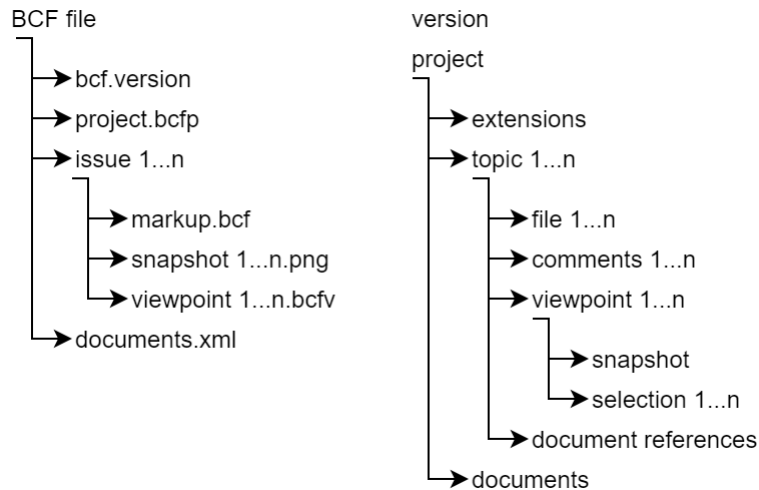 BCF file
bcf.version
project.bcfp
issue 1...n
markup.bcf
snapshot 1...n.png
viewpoint 1...n.bcfv
documents.xml
version
project
extensions
topic 1...n
file 1...n
comments 1...n
viewpoint 1...n
snapshot
selection 1...n
document references
documents